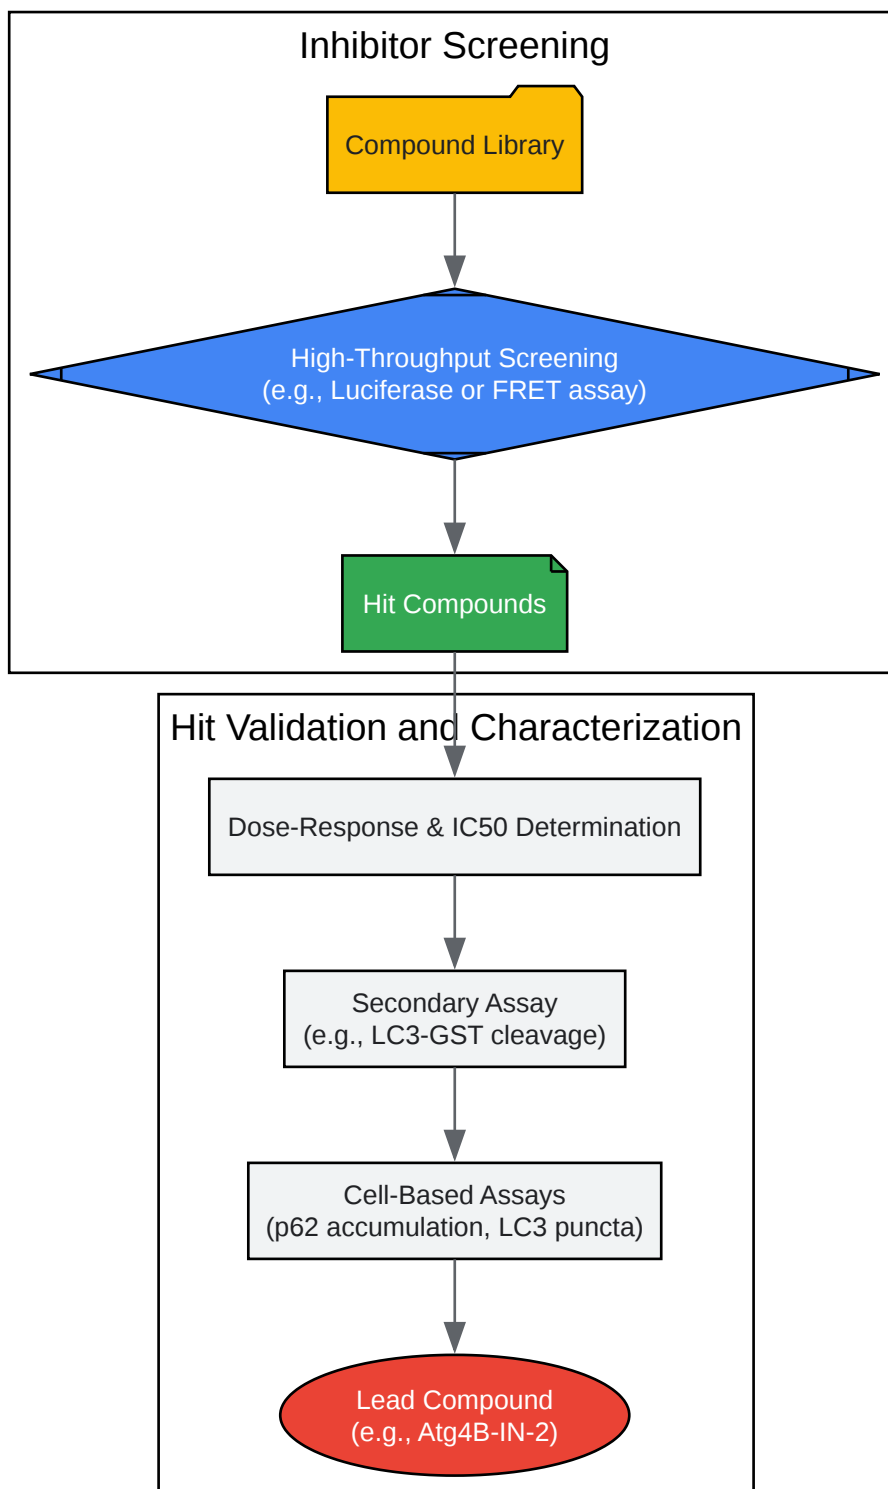 Inhibitor Screening
Compound Library
High-Throughput Screening
(e.g., Luciferase or FRET assay)
Hit Compounds
Hit Validation and Characterization
Dose-Response & IC50 Determination
Secondary Assay
(e.g., LC3-GST cleavage)
Cell-Based Assays
(p62 accumulation, LC3 puncta)
Lead Compound
(e.g., Atg4B-IN-2)